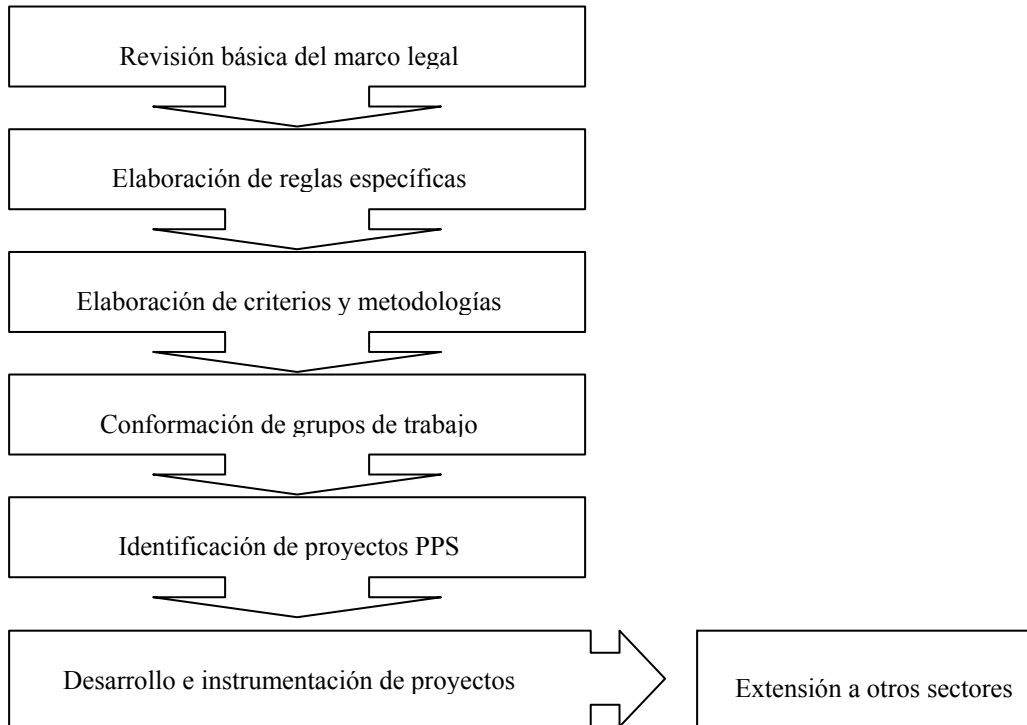 Revisión básica del marco legal
Elaboración de reglas específicas
Elaboración de criterios y metodologías
Conformación de grupos de trabajo
Identificación de proyectos PPS
Desarrollo e instrumentación de proyectos
Extensión a otros sectores